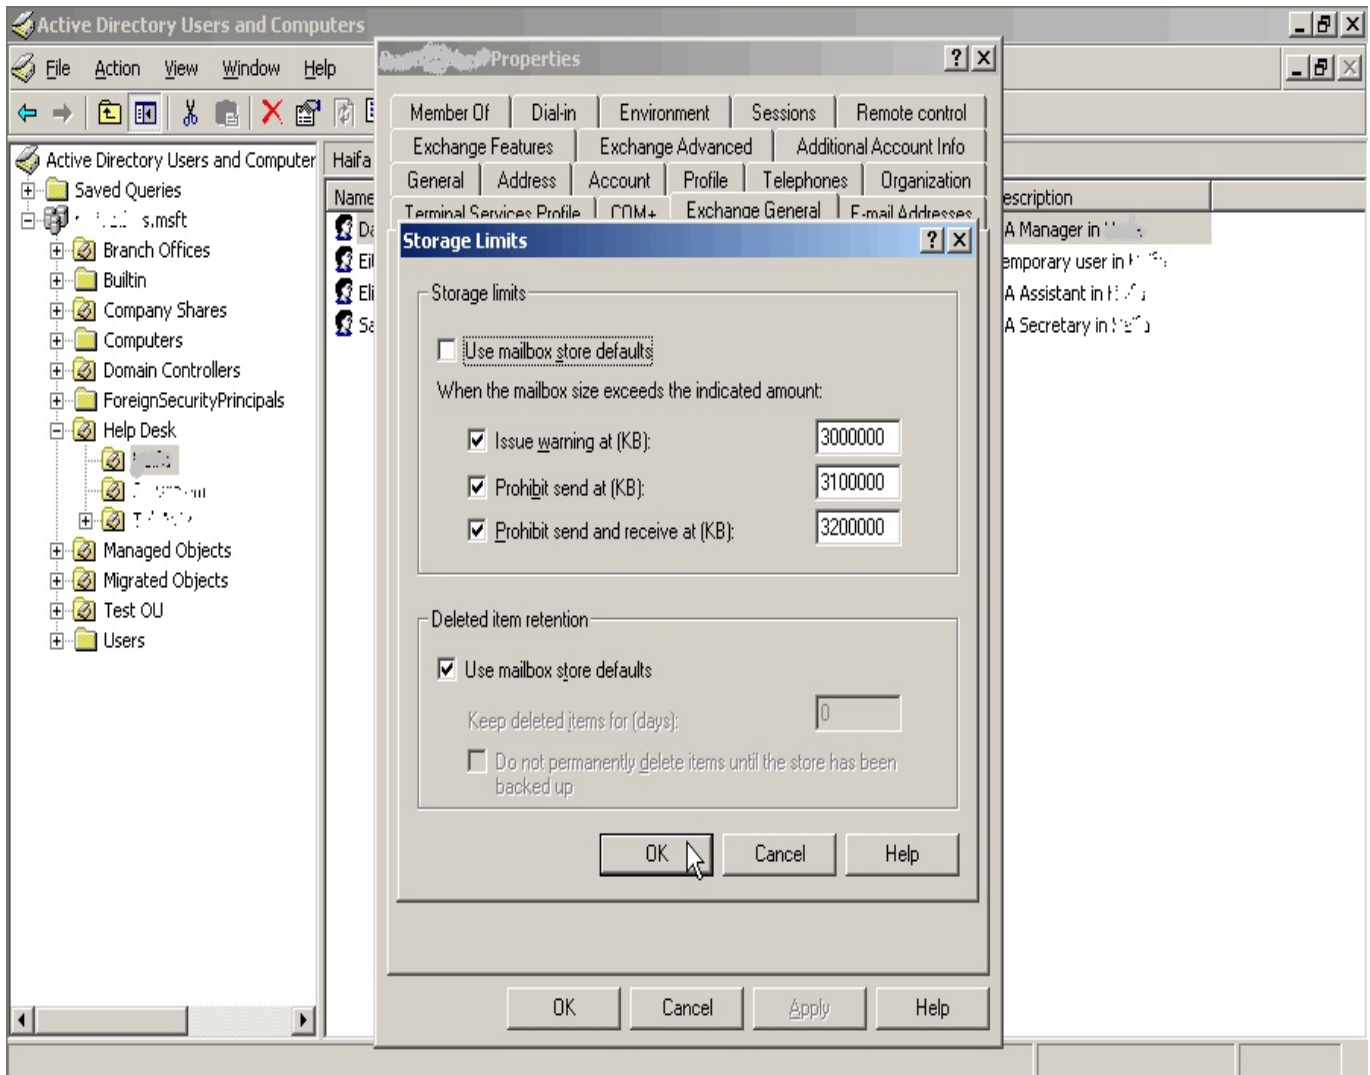 Active Directory Users and Computers
File Action View Window Help
Properties
Member Of Dial-in Environment Sessions Remote control
Exchange Features Exchange Advanced Additional Account Info
General Address Account Profile Telephones Organization
Terminal Services Profile COM+ Exchange General E-mail Addresses
Active Directory Users and Computer
Saved Queries
s.msft
Branch Offices
Builtin
Company Shares
Computers
Domain Controllers
ForeignSecurityPrincipals
Help Desk
Managed Objects
Migrated Objects
Test OU
Users
Haifa
Name
Da
Eit
Eli
Sa
escription
A Manager in
emporary user in
A Assistant in
A Secretary in
Storage Limits
Storage limits
Use mailbox store defaults
When the mailbox size exceeds the indicated amount:
Issue warning at (KB): 3000000
Prohibit send at (KB): 3100000
Prohibit send and receive at (KB): 3200000
Deleted item retention
Use mailbox store defaults
Keep deleted items for (days): 0
Do not permanently delete items until the store has been
backed up
OK Cancel Help
OK Cancel Apply Help